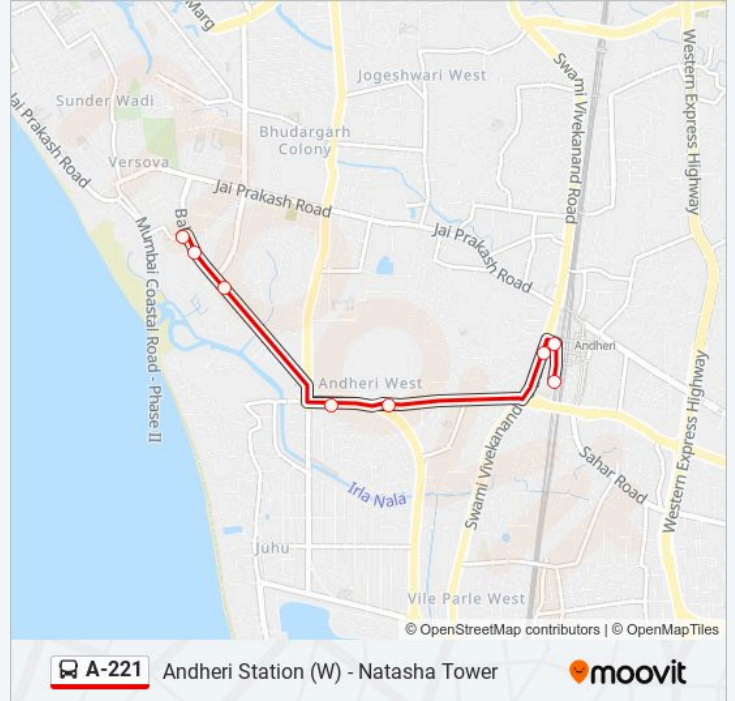 Marg
Western Express Highway
Jogeshwari West
Sunder Wadi
Swami Vivekanand Road
Jai Prakash Road
Bhudargarh
Colony
Versova
Jai Prakash Road
Ba
Jai Prakash Road
Mumbai Coastal Road - Phase II
Andheri
Andheri West
Swami Vivekanand
Western Express Highway
Sahar Road
Irla Nala
Juhu
Vile Parle West
© OpenStreetMap contributors | © OpenMapTiles
A-221 Andheri Station (W) - Natasha Tower
moovit